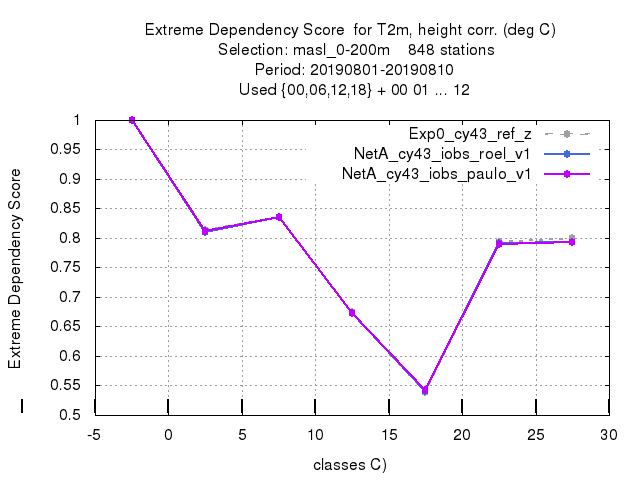 Extreme Dependency Score  for T2m, height corr. (deg C)
Selection: masl_0-200m    848 stations
Period: 20190801-20190810
Used {00,06,12,18} + 00 01 ... 12
Exp0_cy43_ref_z
NetA_cy43_iobs_roel_v1
NetA_cy43_iobs_paulo_v1
1
0.95
0.9
0.85
0.8
0.75
0.7
0.65
0.6
0.55
0.5
Extreme Dependency Score
-5
0
5
10
15
20
25
30
classes C)